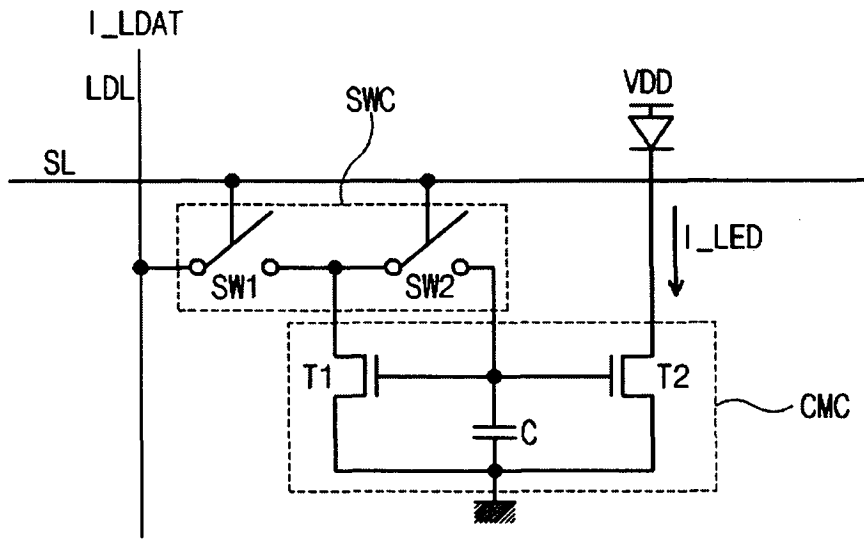 I_LDAT
LDL
SWC
VDD
SL
I_LED
SW1
SW2
T1
T2
C
CMC